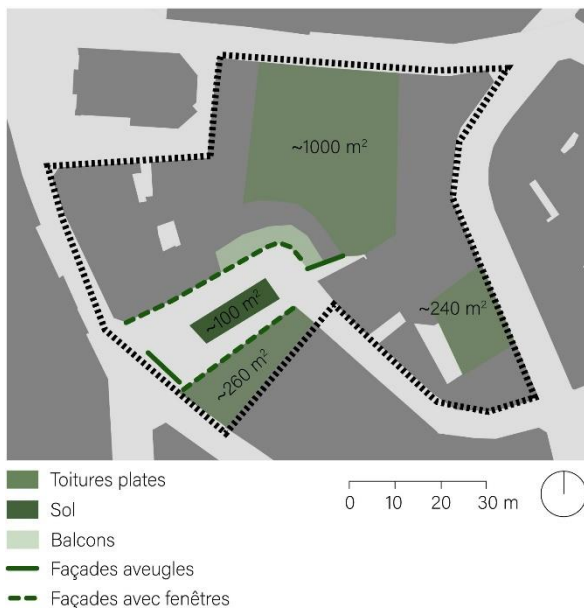 ~1000 m²
~240 m²
~100 m²
~260 m²
Toitures plates
Sol
Balcons
Façades aveugles
Façades avec fenêtres
0 10 20 30 m